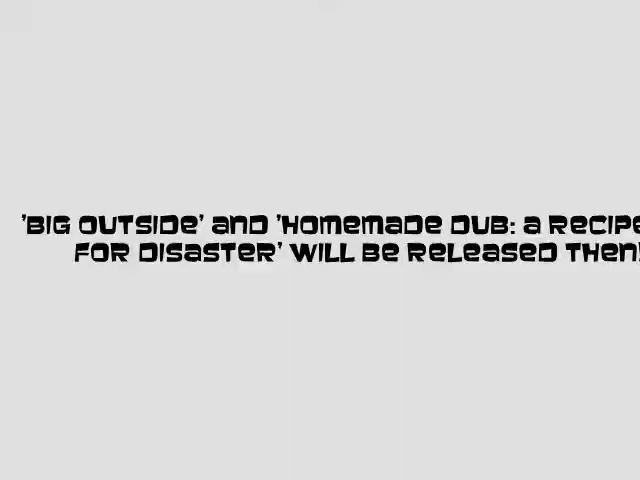 'BIG OUTSIDE' AND 'HOMEMADE DUB: A RECIPE
FOR DISASTER' WILL BE RELEASED THEN!